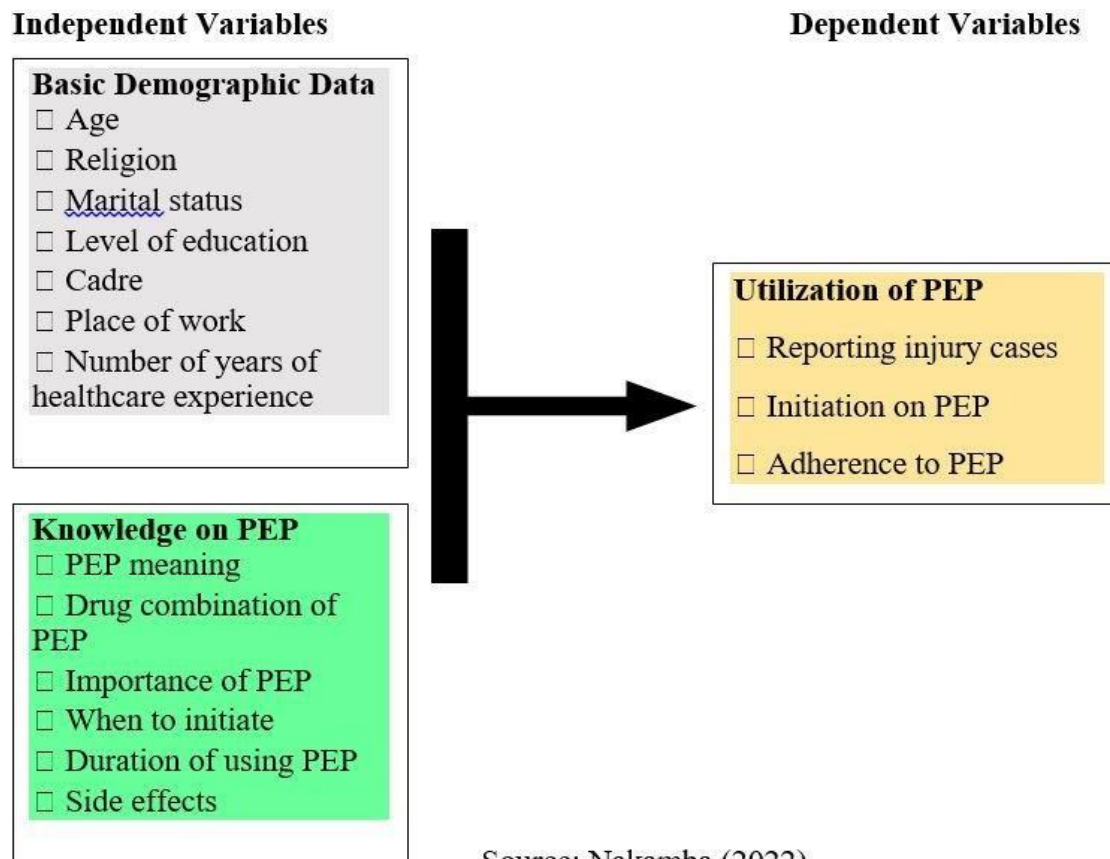 Independent Variables
Dependent Variables
Basic Demographic Data
□ Age
□ Religion
□ Marital status
□ Level of education
□ Cadre
□ Place of work
□ Number of years of
healthcare experience
Utilization of PEP
□ Reporting injury cases
□ Initiation on PEP
□ Adherence to PEP
Knowledge on PEP
□ PEP meaning
□ Drug combination of
PEP
□ Importance of PEP
□ When to initiate
□ Duration of using PEP
□ Side effects
Source: Nakamba (2022)